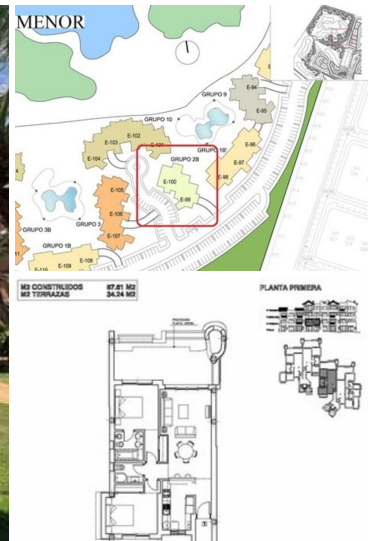 MENOR
GRUPO 9
E-94
E-95
GRUPO 10
E-102
E-103
E-101
GRUPO 1B'
E-96
E-104
GRUPO 2B
E-97
E-100
E-98
E-105
E-99
GRUPO 3
E-106
GRUPO 3B
E-107
GRUPO 1B
E-108
E-109
E-110
M2 CONSTRUIDOS 87.81 M2
M2 TERRAZAS 34.24 M2
PLANTA PRIMERA